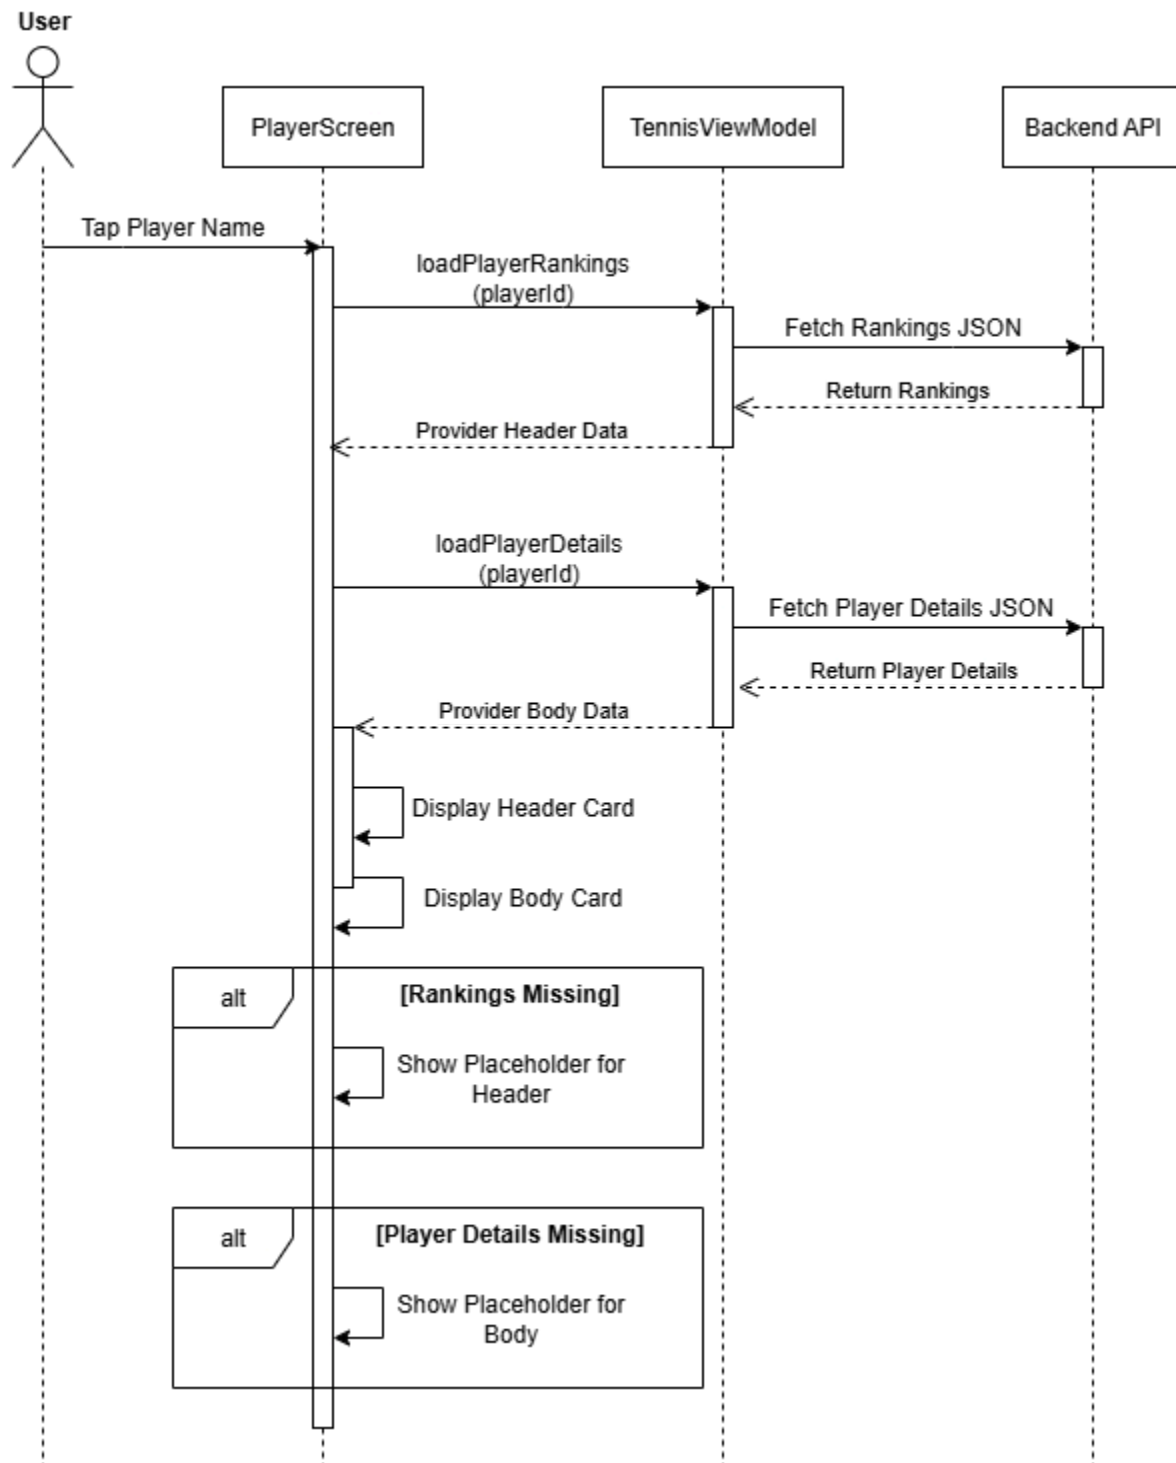 User
PlayerScreen
TennisViewModel
Backend API
Tap Player Name
loadPlayerRankings
(playerId)
Fetch Rankings JSON
Return Rankings
Provider Header Data
loadPlayerDetails
(playerId)
Fetch Player Details JSON
Return Player Details
Provider Body Data
Display Header Card
Display Body Card
alt
[Rankings Missing]
Show Placeholder for
Header
alt
[Player Details Missing]
Show Placeholder for
Body